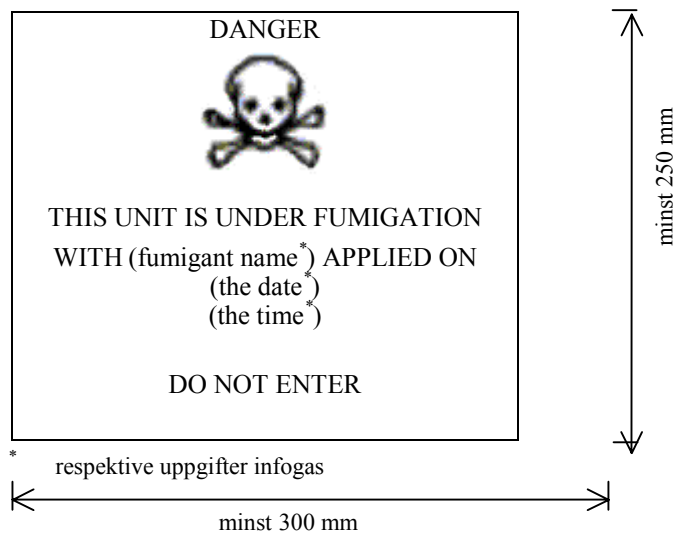 DANGER
THIS UNIT IS UNDER FUMIGATION
WITH (fumigant name*) APPLIED ON
(the date*)
(the time*)
DO NOT ENTER
* respektive uppgifter infogas
minst 300 mm
minst 250 mm